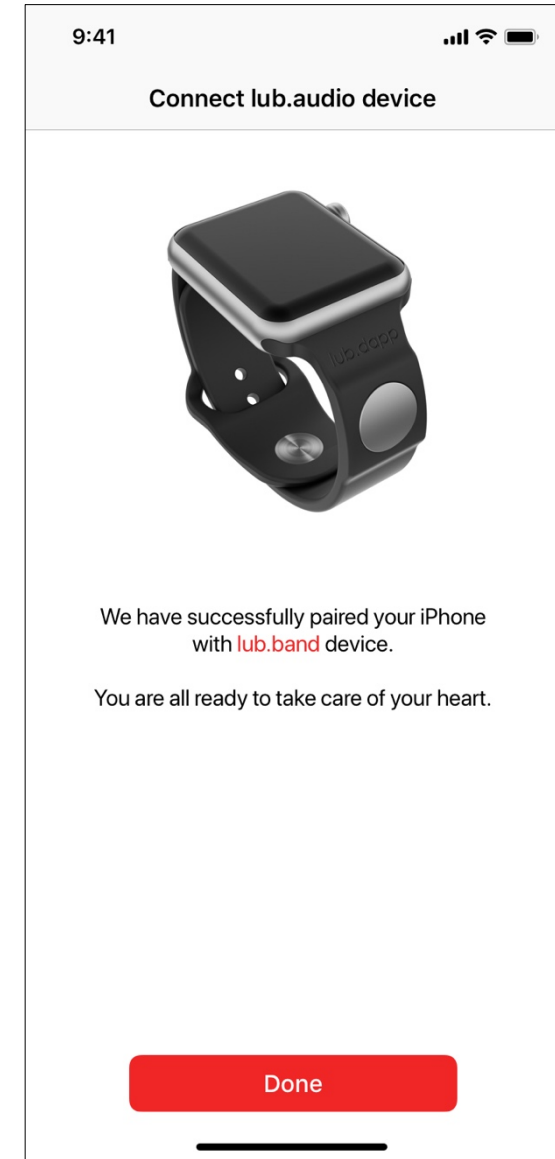 9:41
Connect lub.audio device
lub.dapp
We have successfully paired your iPhone
with lub.band device.
You are all ready to take care of your heart.
Done